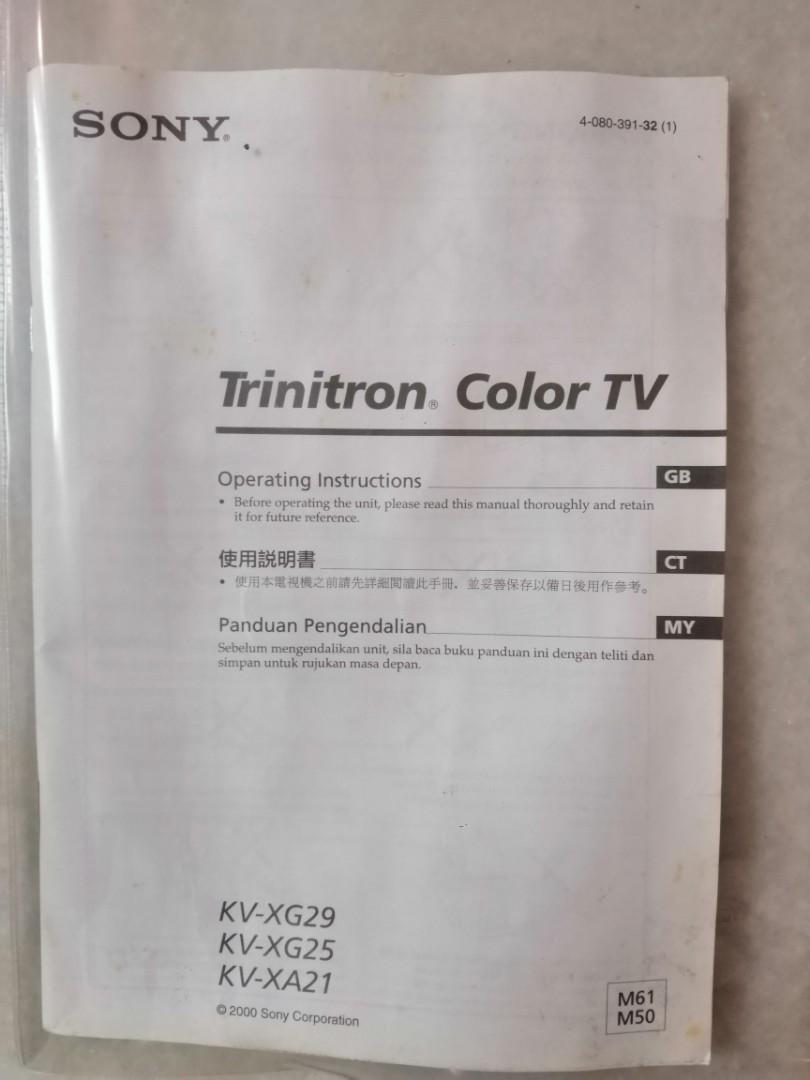 SONY®
4-080-391-32 (1)
Trinitron® Color TV
Operating Instructions GB
• Before operating the unit, please read this manual thoroughly and retain
it for future reference.
使用説明書 CT
• 使用本電視機之前請先詳細閱讀此手冊，並妥善保存以備日後用作參考。
Panduan Pengendalian MY
Sebelum mengendalikan unit, sila baca buku panduan ini dengan teliti dan
simpan untuk rujukan masa depan.
KV-XG29
KV-XG25
KV-XA21
© 2000 Sony Corporation
M61
M50